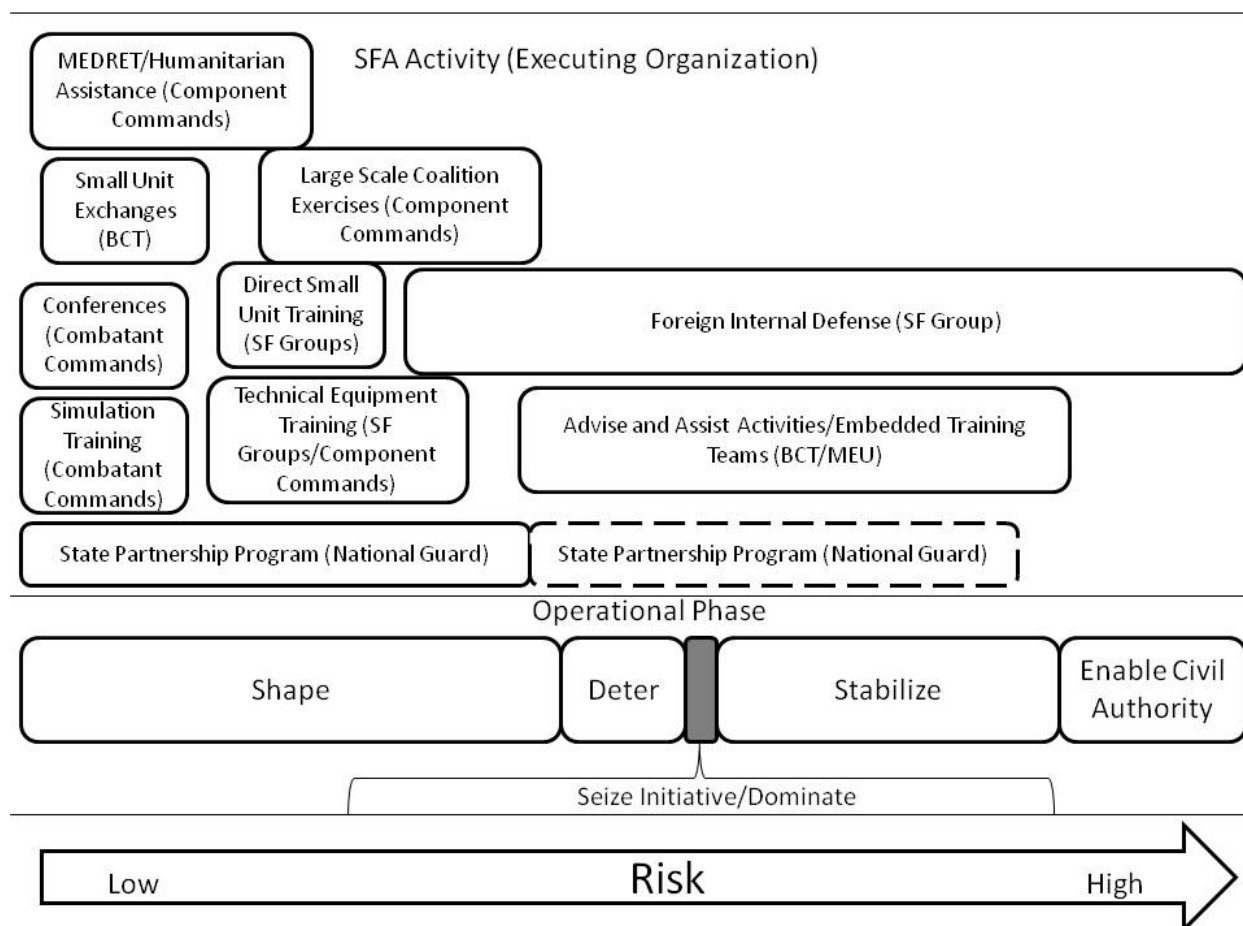 SFA Activity (Executing Organization)
MEDRET/Humanitarian
Assistance (Component
Commands)
Small Unit
Exchanges
(BCT)
Large Scale Coalition
Exercises (Component
Commands)
Conferences
(Combatant
Commands)
Direct Small
Unit Training
(SF Groups)
Foreign Internal Defense (SF Group)
Simulation
Training
(Combatant
Commands)
Technical Equipment
Training (SF
Groups/Component
Commands)
Advise and Assist Activities/Embedded Training
Teams (BCT/MEU)
State Partnership Program (National Guard)
State Partnership Program (National Guard)
Operational Phase
Shape
Deter
Stabilize
Enable Civil
Authority
Seize Initiative/Dominate
Low
Risk
High